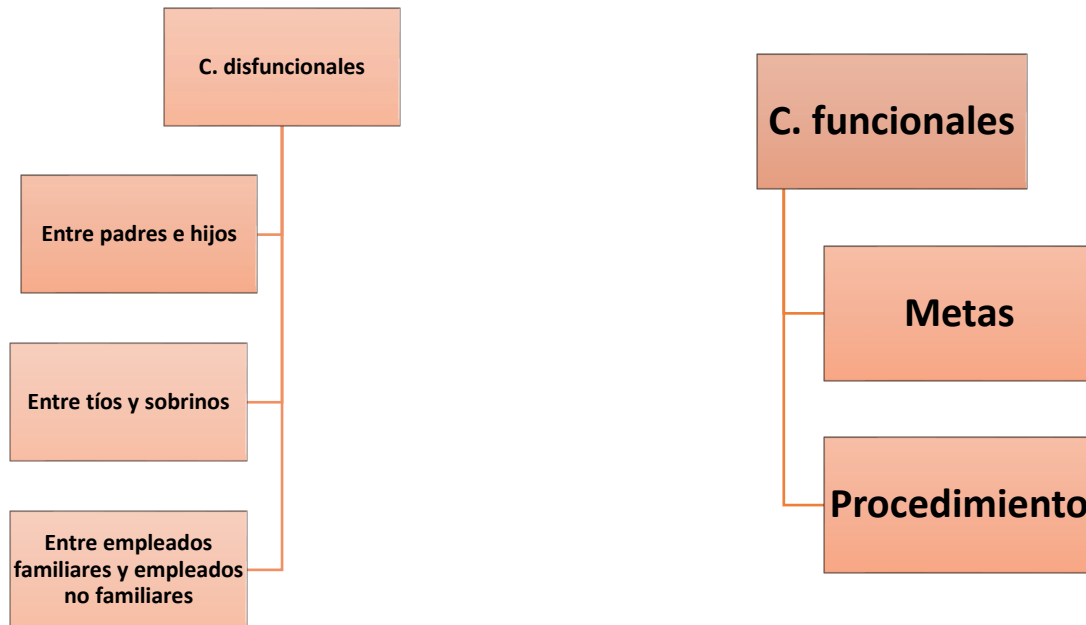 C. disfuncionales
Entre padres e hijos
Entre tíos y sobrinos
Entre empleados
familiares y empleados
no familiares
C. funcionales
Metas
Procedimiento